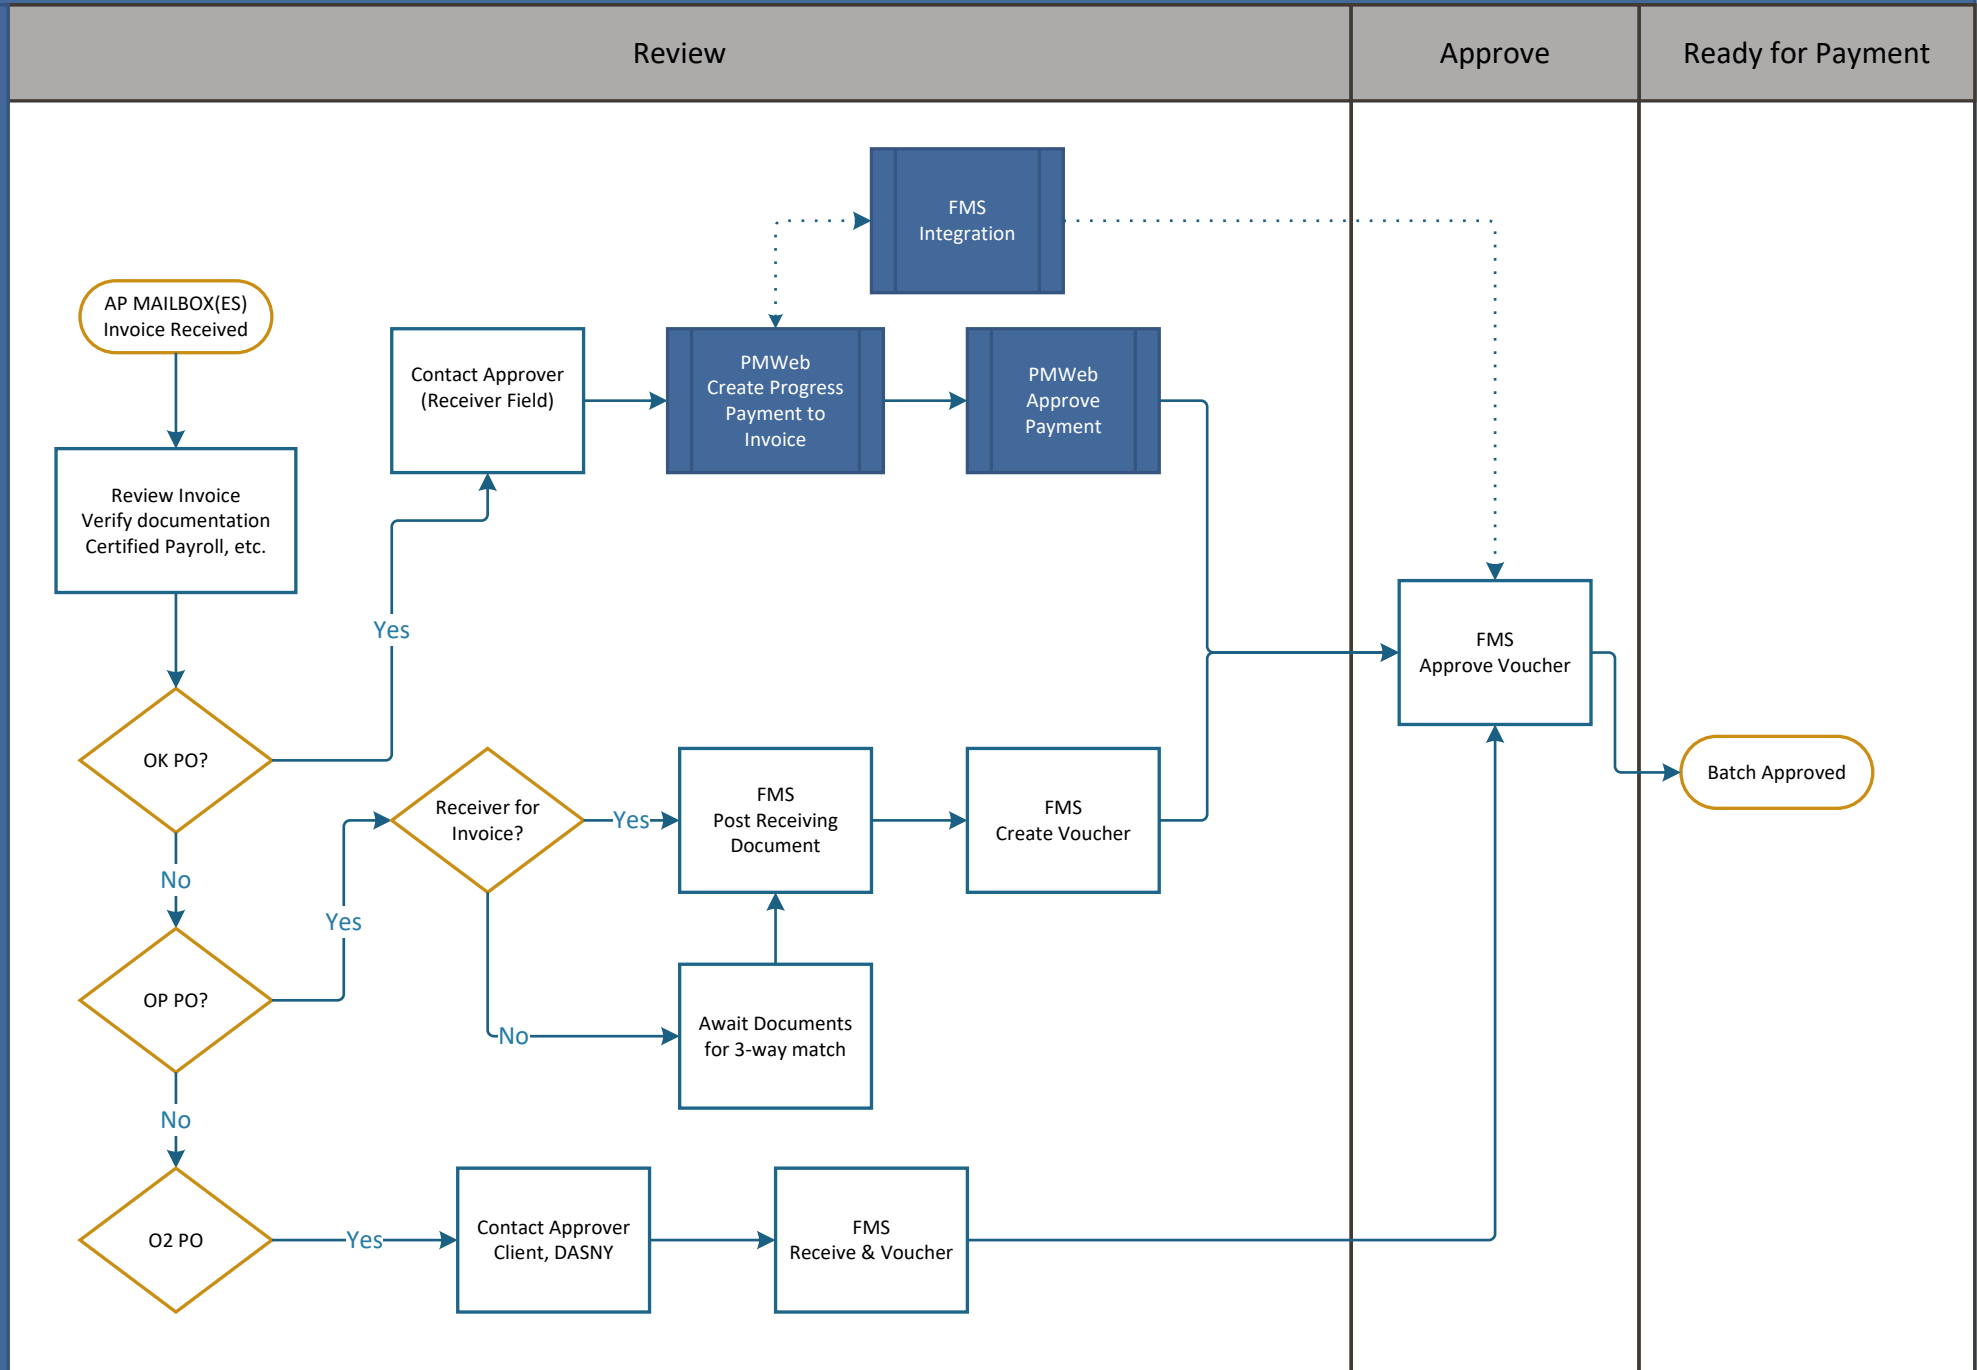 Review
Approve
Ready for Payment
FMS
Integration
AP MAILBOX(ES)
Invoice Received
Contact Approver
(Receiver Field)
PMWeb
Create Progress
Payment to
Invoice
PMWeb
Approve
Payment
Review Invoice
Verify documentation
Certified Payroll, etc.
Yes
FMS
Approve Voucher
OK PO?
Receiver for
Invoice?
Yes
FMS
Post Receiving
Document
FMS
Create Voucher
Batch Approved
No
Yes
OP PO?
No
Await Documents
for 3-way match
No
O2 PO
Yes
Contact Approver
Client, DASNY
FMS
Receive & Voucher